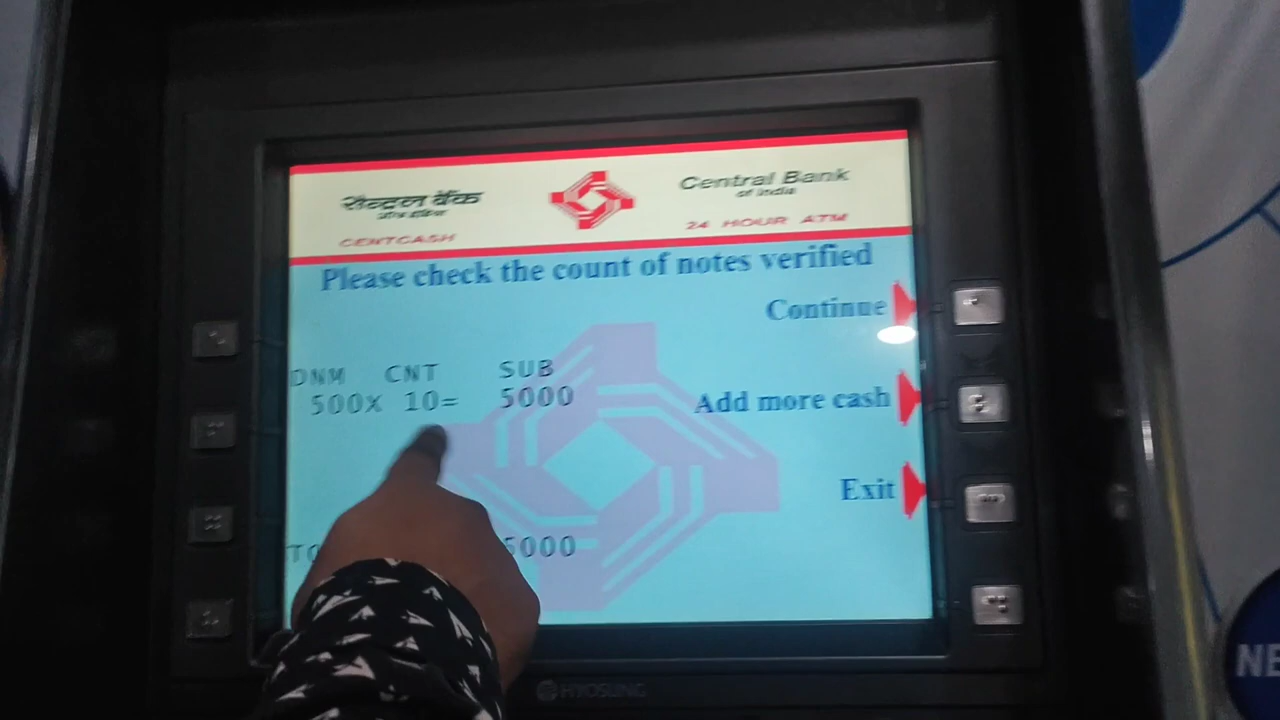 सेन्ट्रल बैंक
ऑफ इंडिया
CENTCASH
Central Bank
of India
24 HOUR ATM
Please check the count of notes verified
Continue
DNM CNT SUB
500X 10= 5000
Add more cash
Exit
5000
HYOSUNG